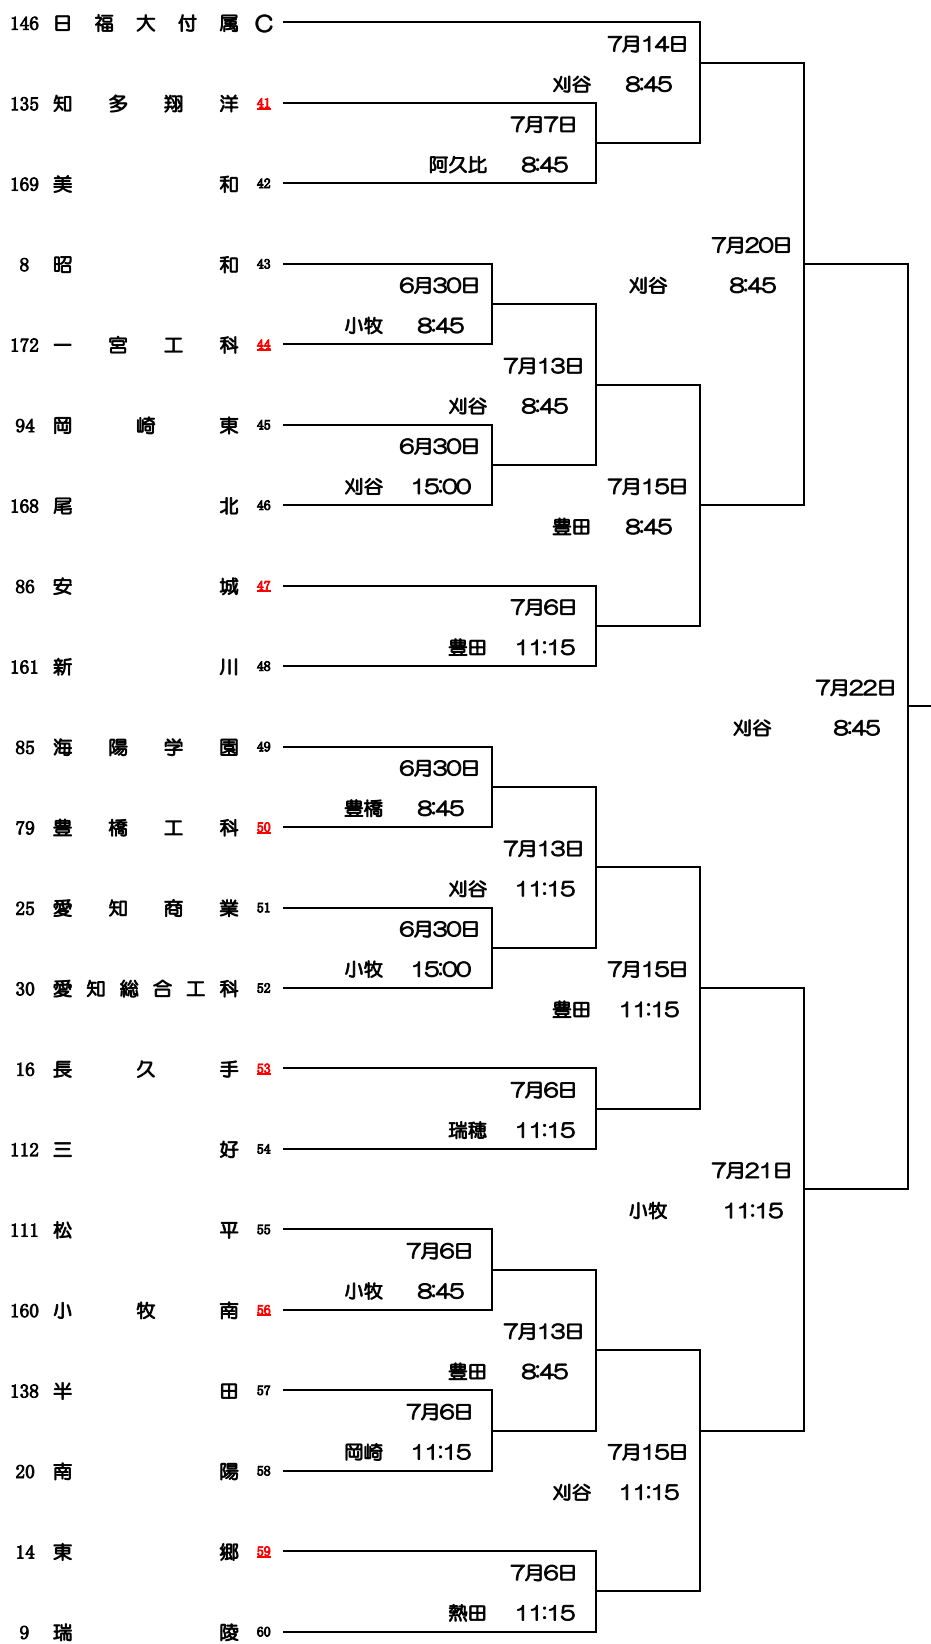 146 日福大付属 C
7月14日
刈谷 8:45
135 知多翔洋 41
7月7日
阿久比 8:45
169 美和 42
7月20日
8 昭和 43
6月30日
刈谷 8:45
小牧 8:45
172 一宮工科 44
7月13日
刈谷 8:45
94 岡崎東 45
6月30日
刈谷 15:00
7月15日
168 尾北 46
豊田 8:45
86 安城 47
7月6日
豊田 11:15
161 新川 48
7月22日
刈谷 8:45
85 海陽学園 49
6月30日
豊橋 8:45
79 豊橋工科 50
7月13日
刈谷 11:15
25 愛知商業 51
6月30日
小牧 15:00
7月15日
30 愛知総合工科 52
豊田 11:15
16 長久手 53
7月6日
瑞穂 11:15
112 三好 54
7月21日
小牧 11:15
111 松平 55
7月6日
小牧 8:45
160 小牧南 56
7月13日
豊田 8:45
138 半田 57
7月6日
岡崎 11:15
7月15日
20 南陽 58
刈谷 11:15
14 東郷 59
7月6日
熱田 11:15
9 瑞陵 60